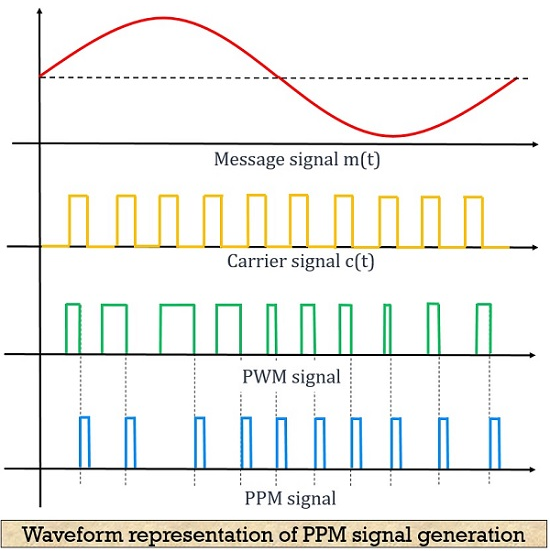 Message signal m(t)
Carrier signal c(t)
PWM signal
PPM signal
Waveform representation of PPM signal generation